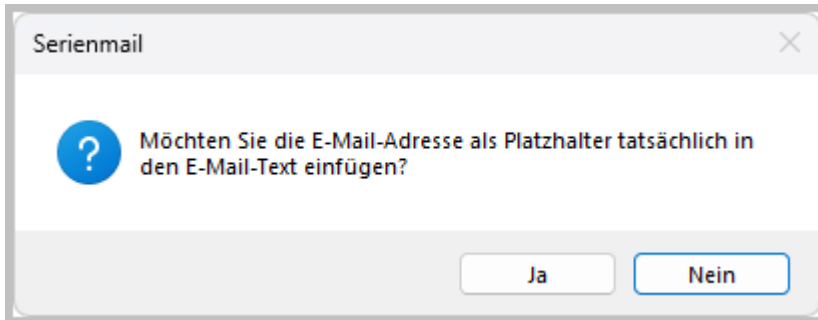 Serienmail
Möchten Sie die E-Mail-Adresse als Platzhalter tatsächlich in
den E-Mail-Text einfügen?
Ja
Nein